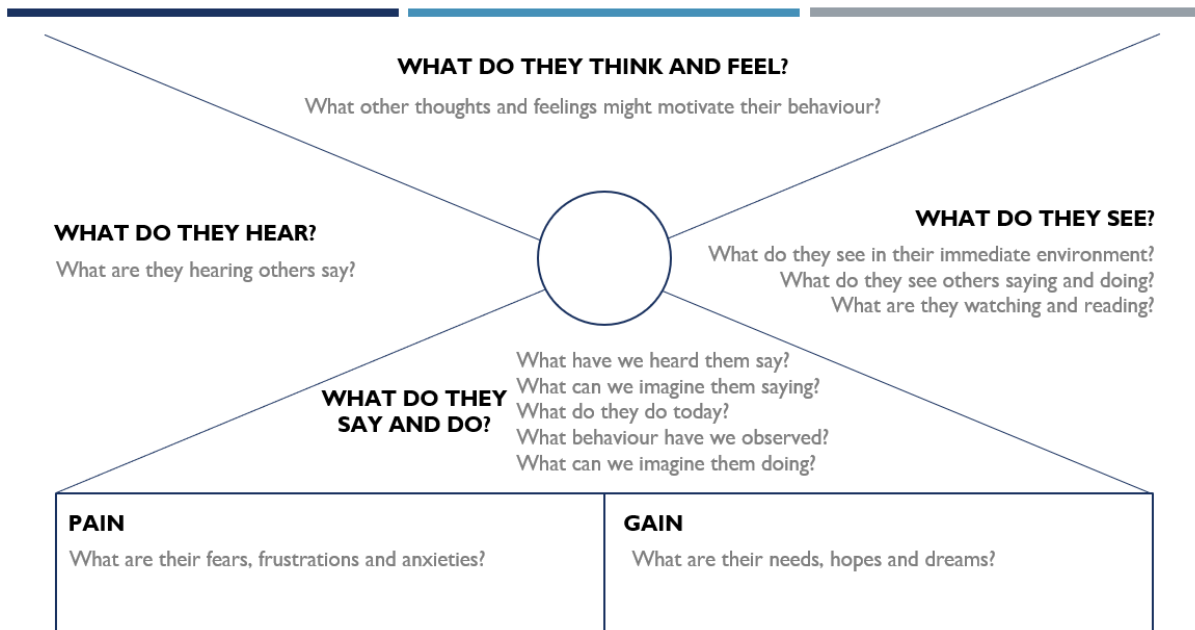 WHAT DO THEY THINK AND FEEL?
What other thoughts and feelings might motivate their behaviour?
WHAT DO THEY HEAR?
What are they hearing others say?
WHAT DO THEY SEE?
What do they see in their immediate environment?
What do they see others saying and doing?
What are they watching and reading?
WHAT DO THEY
SAY AND DO?
What have we heard them say?
What can we imagine them saying?
What do they do today?
What behaviour have we observed?
What can we imagine them doing?
PAIN
What are their fears, frustrations and anxieties?
GAIN
What are their needs, hopes and dreams?